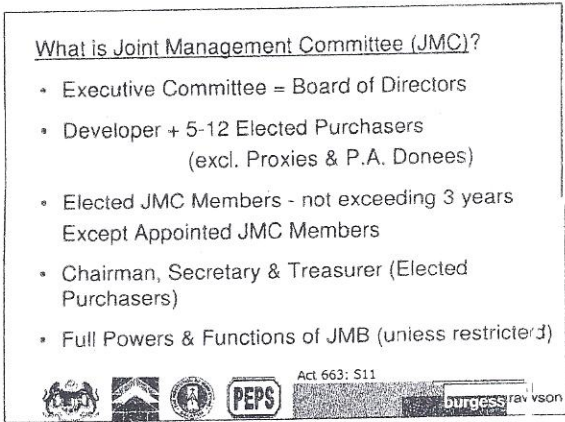 What is Joint Management Committee (JMC)?
• Executive Committee = Board of Directors
• Developer + 5-12 Elected Purchasers
(excl. Proxies & P.A. Donees)
• Elected JMC Members - not exceeding 3 years
Except Appointed JMC Members
• Chairman, Secretary & Treasurer (Elected
Purchasers)
• Full Powers & Functions of JMB (unless restricted)
Act 663: S11
PEPS
burgess rawson